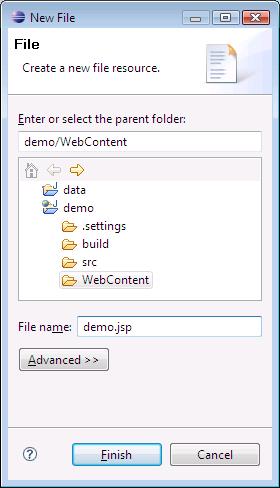 New File
File
Create a new file resource.
Enter or select the parent folder:
demo/WebContent
data
demo
.settings
build
src
WebContent
File name: demo.jsp
Advanced >>
? Finish Cancel